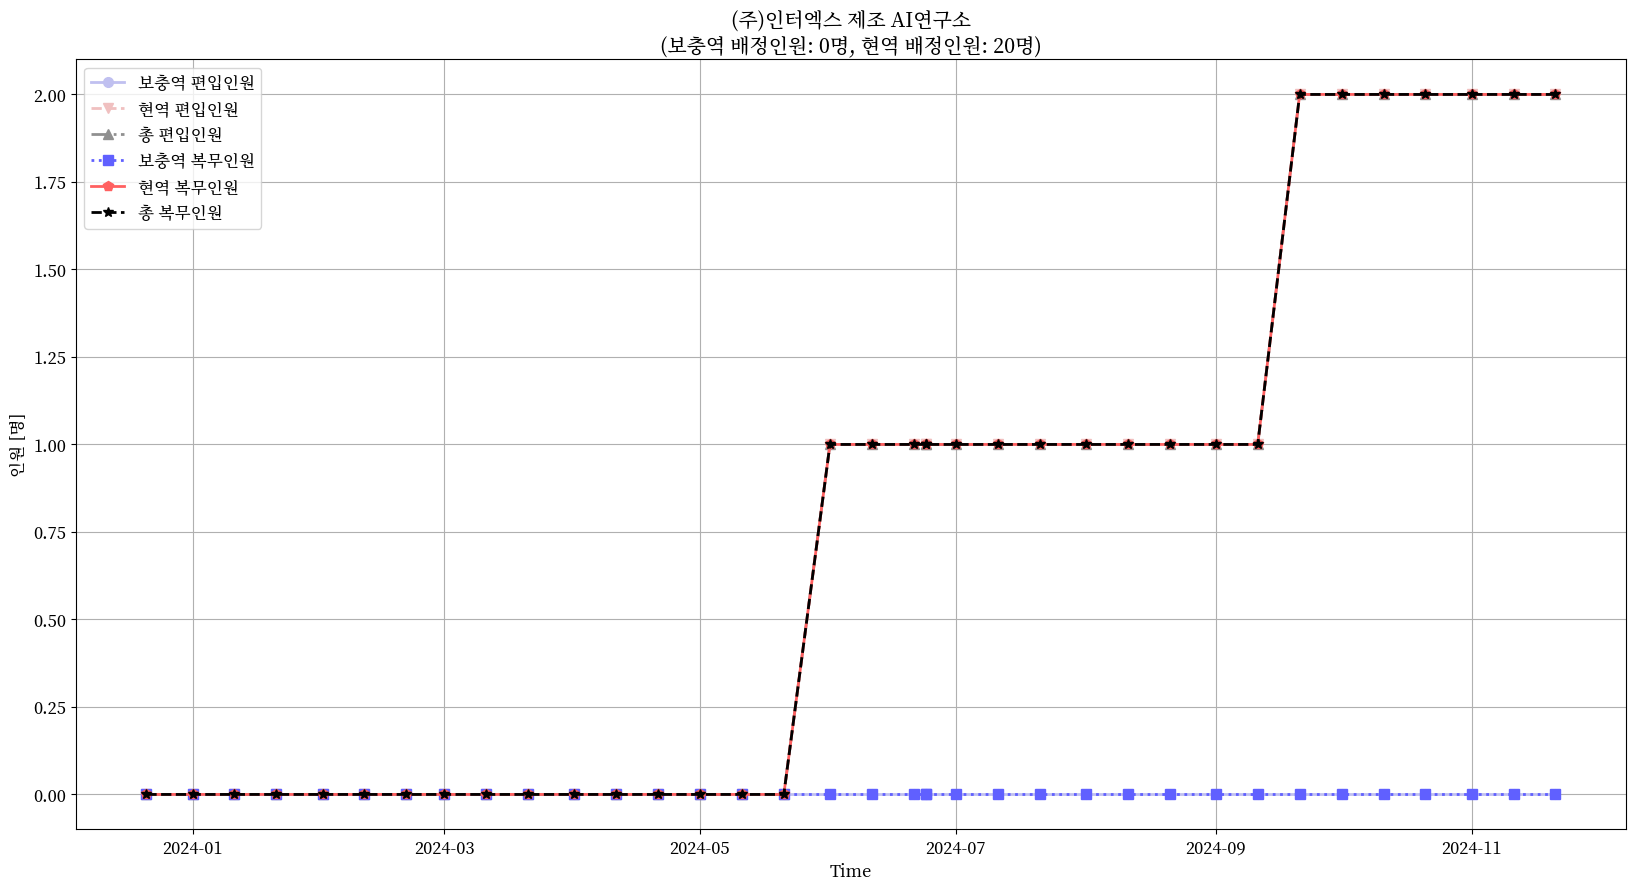 (주)인터엑스 제조 AI연구소
(보충역 배정인원: 0명, 현역 배정인원: 20명)
보충역 편입인원
현역 편입인원
총 편입인원
보충역 복무인원
현역 복무인원
총 복무인원
인원 [명]
2.00
1.75
1.50
1.25
1.00
0.75
0.50
0.25
0.00
2024-01
2024-03
2024-05
2024-07
2024-09
2024-11
Time